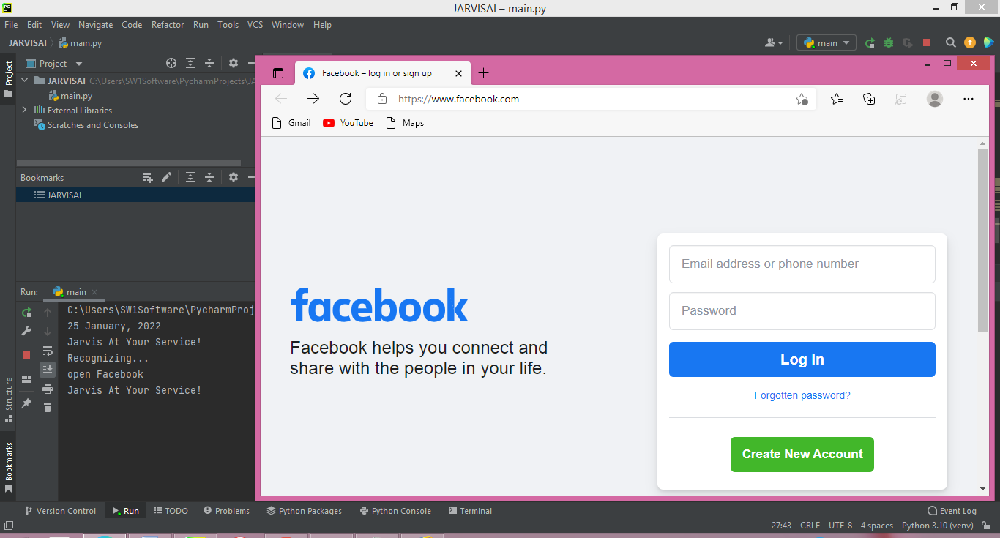 JARVISAI – main.py
File Edit View Navigate Code Refactor Run Tools VCS Window Help
JARVISAI main.py
main
Project
Project
JARVISAI C:\Users\SW1Software\PycharmProjects\JA
main.py
External Libraries
Scratches and Consoles
Bookmarks
JARVISAI
Run: main
C:\Users\SW1Software\PycharmProj
25 January, 2022
Jarvis At Your Service!
Recognizing...
open Facebook
Jarvis At Your Service!
Structure
Bookmarks
Facebook – log in or sign up
https://www.facebook.com
Gmail YouTube Maps
facebook
Facebook helps you connect and
share with the people in your life.
Email address or phone number
Password
Log In
Forgotten password?
Create New Account
Version Control Run TODO Problems Python Packages Python Console Terminal Event Log
27:43 CRLF UTF-8 4 spaces Python 3.10 (venv)